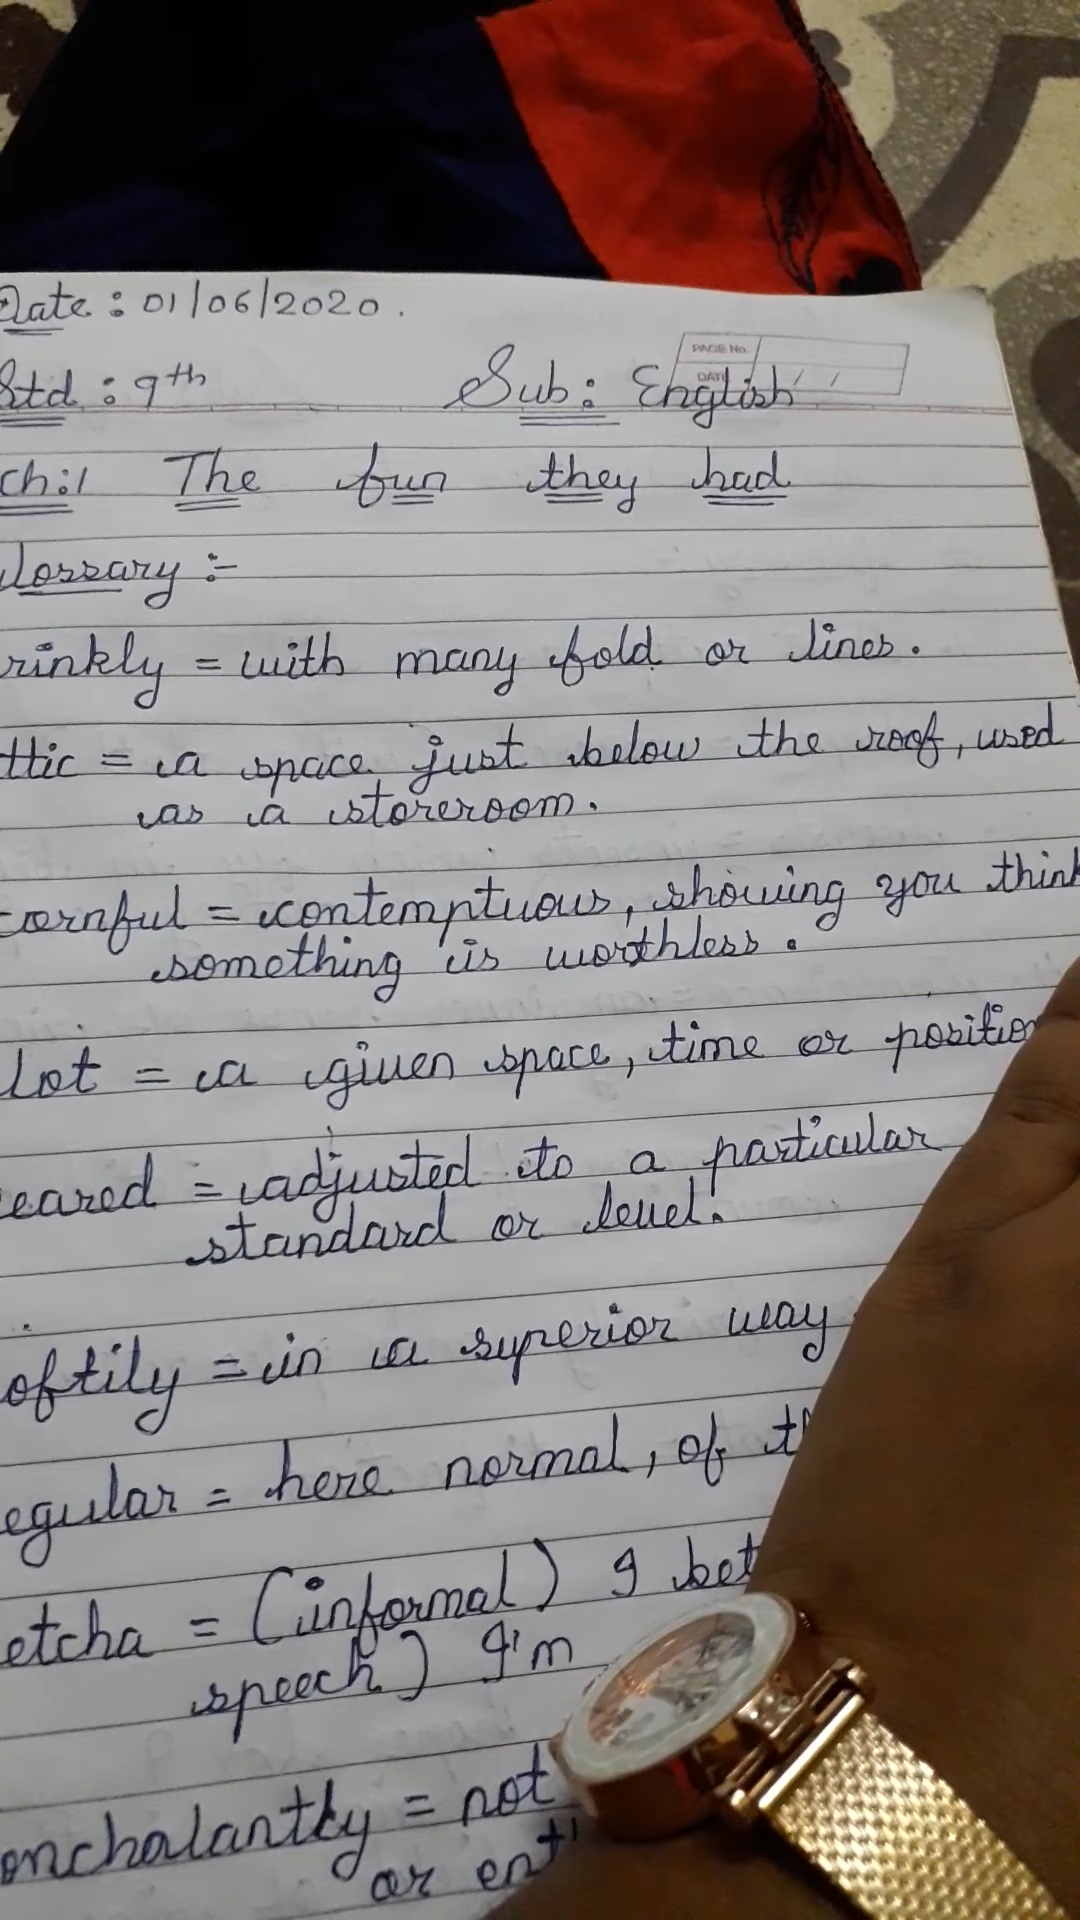 Date : 01/06/2020.
PAGE No.
DATE / /
Std : 9th Sub : English
Ch:1 The fun they had
lossary :-
rinkly = with many fold or lines.
ttic = a space just below the roof, used
as a storeroom.
cornful = contemptuous, showing you think
something is worthless.
lot = a given space, time or position
eared = adjusted to a particular
standard or level.
oftily = in a superior way
egular = here normal, of th
etcha = (informal) I bet
speech) I'm
onchalantly = not
or ent